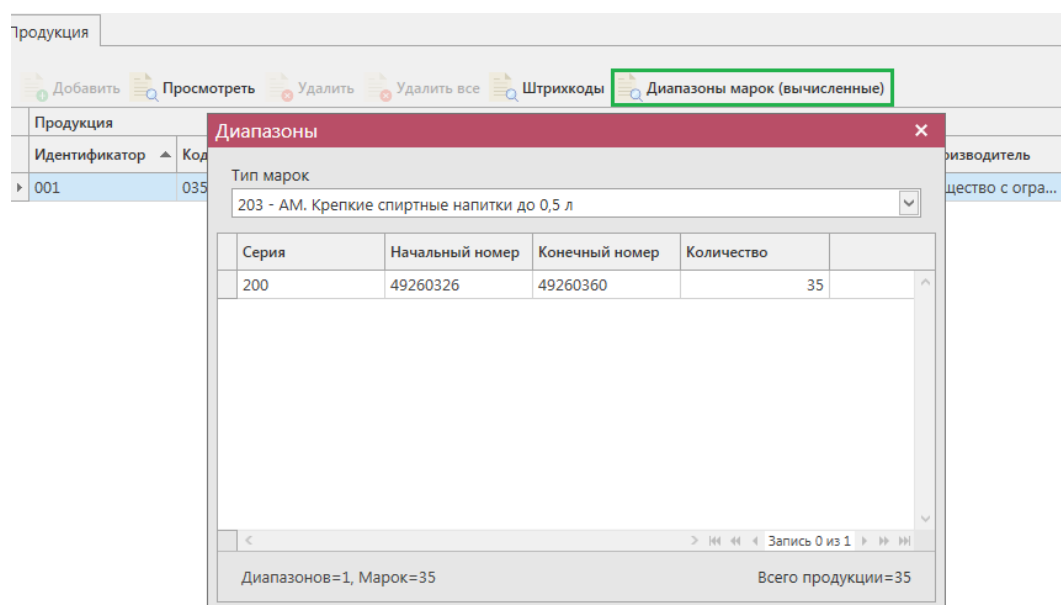 Продукция
Добавить Просмотреть Удалить Удалить все Штрихкоды Диапазоны марок (вычисленные)
Продукция
Идентификатор Код оизводитель
001 035 щество с огра...
Диапазоны
Тип марок
203 - АМ. Крепкие спиртные напитки до 0,5 л
Серия Начальный номер Конечный номер Количество
200 49260326 49260360 35
Запись 0 из 1
Диапазонов=1, Марок=35 Всего продукции=35